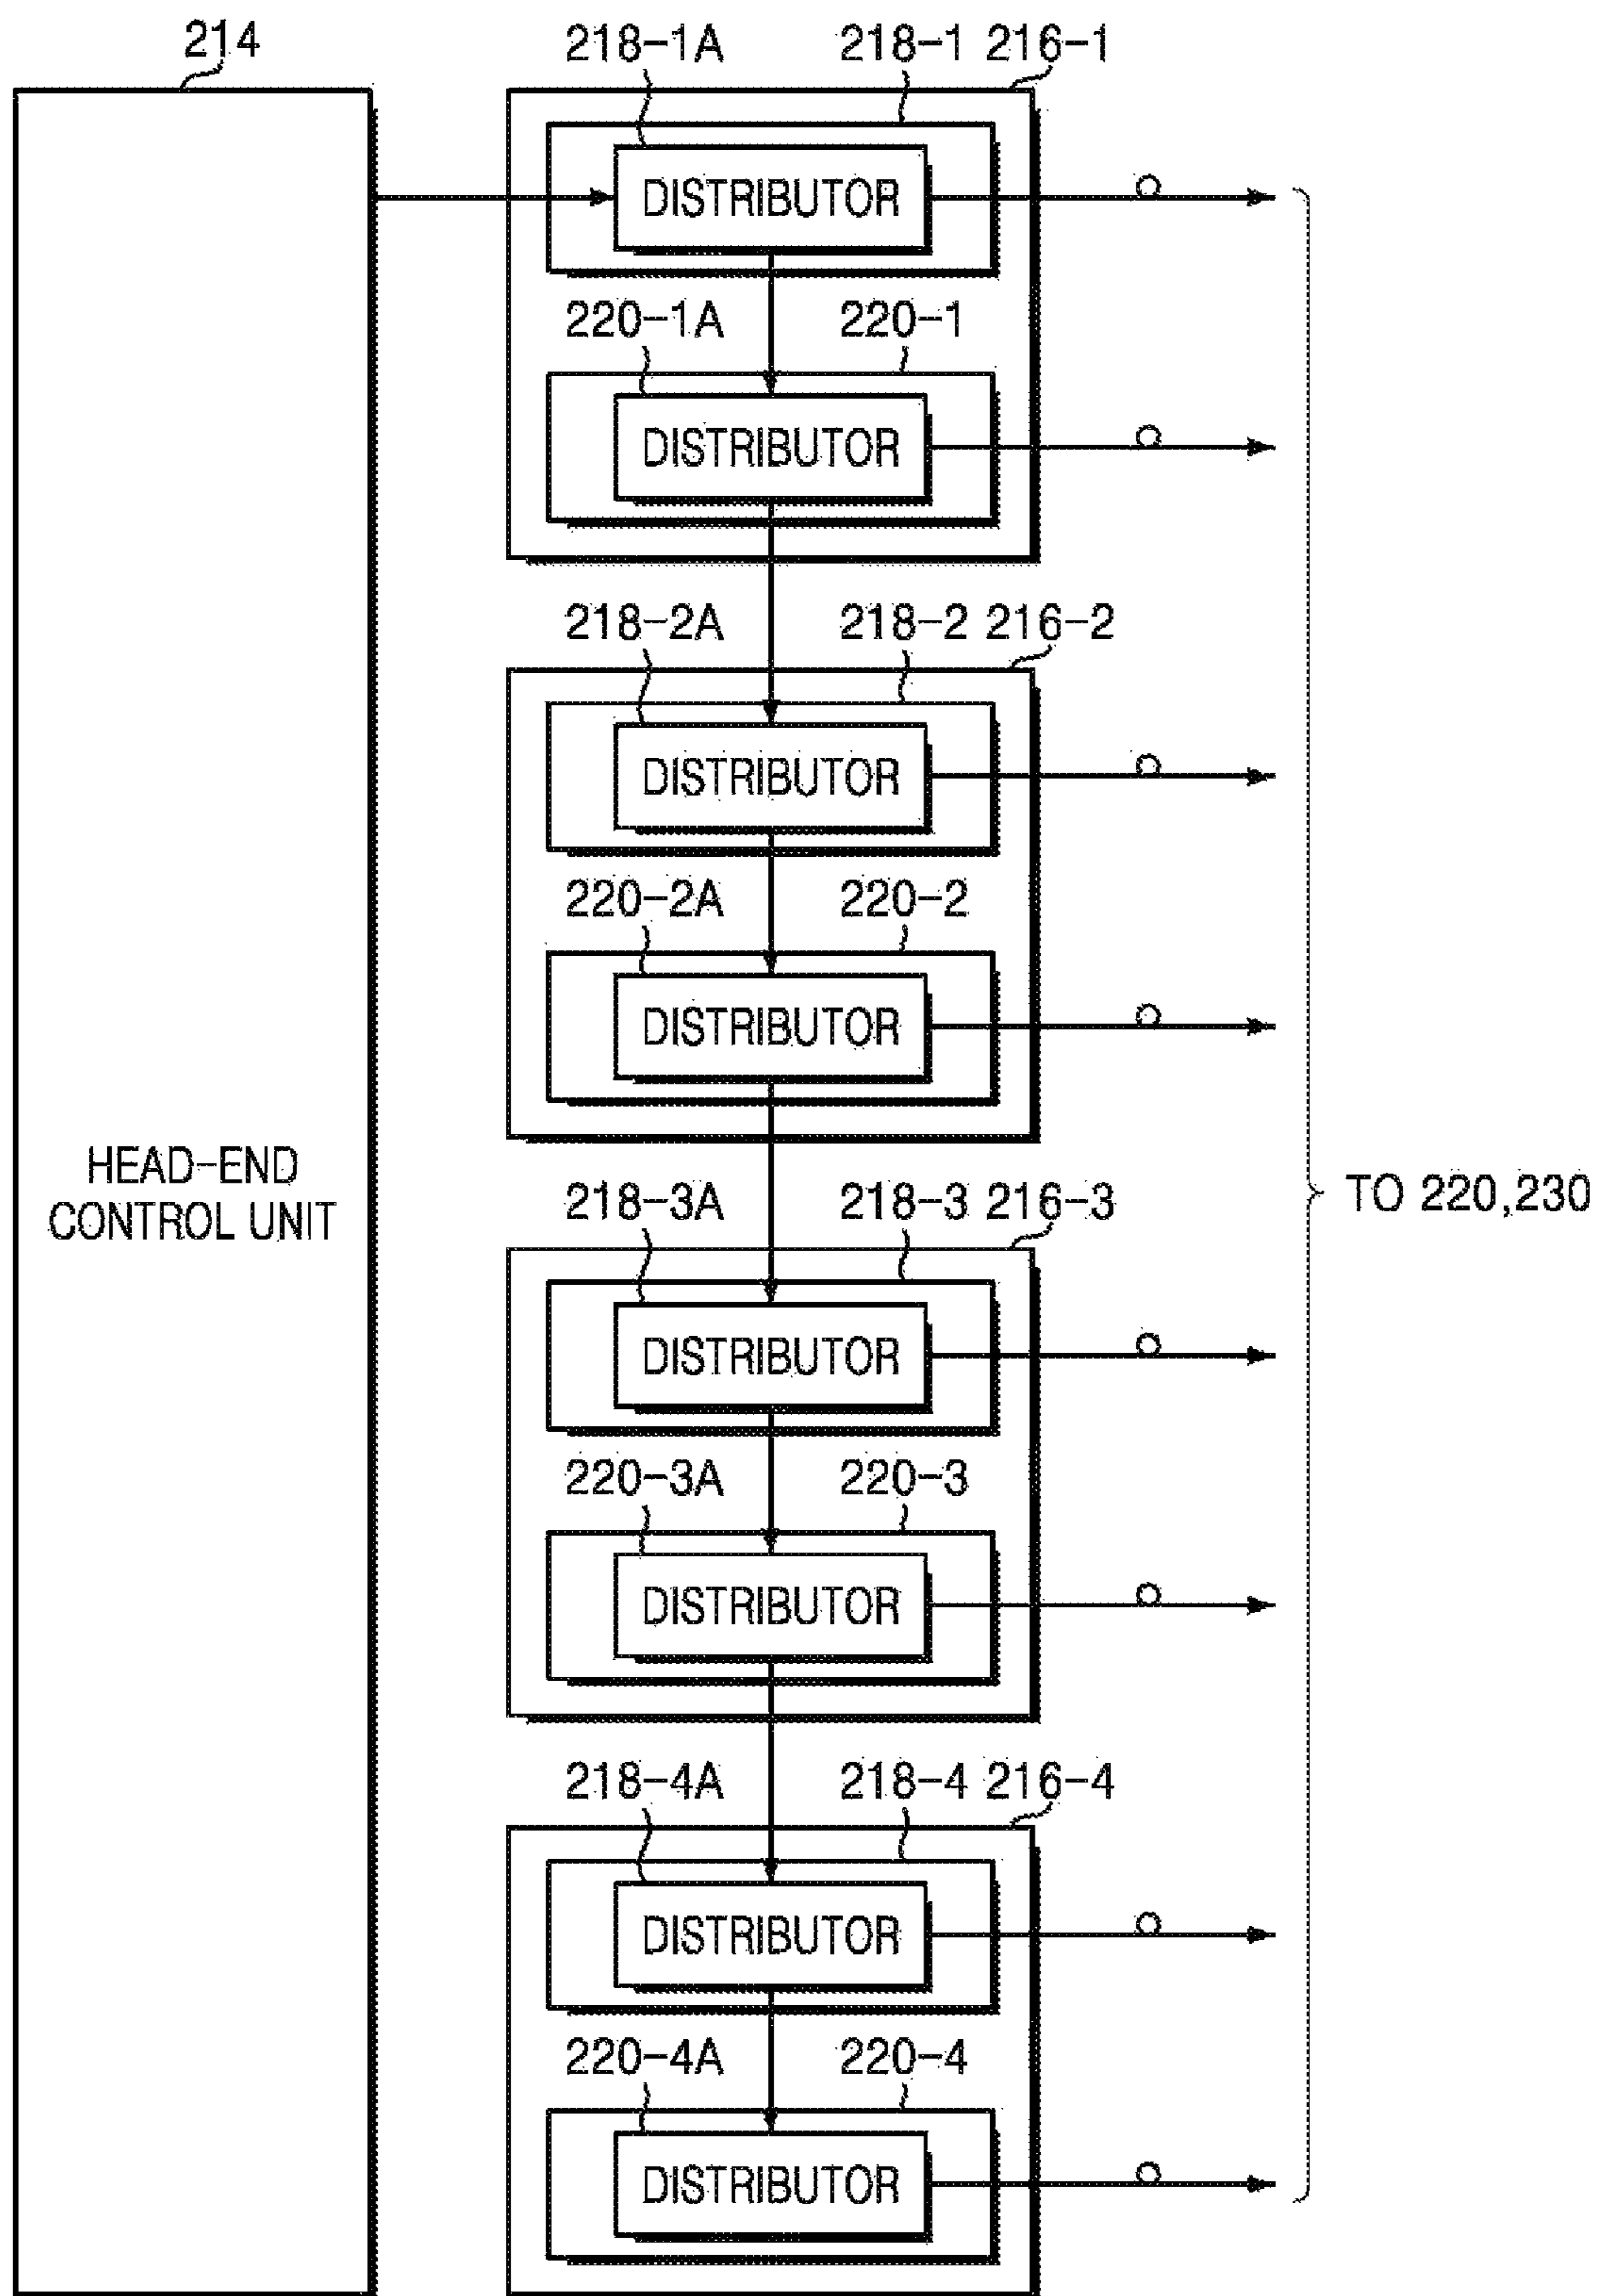 214
218-1A 218-1 216-1
DISTRIBUTOR
220-1A 220-1
DISTRIBUTOR
218-2A 218-2 216-2
DISTRIBUTOR
220-2A 220-2
DISTRIBUTOR
HEAD-END
CONTROL UNIT
218-3A 218-3 216-3
TO 220,230
DISTRIBUTOR
220-3A 220-3
DISTRIBUTOR
218-4A 218-4 216-4
DISTRIBUTOR
220-4A 220-4
DISTRIBUTOR